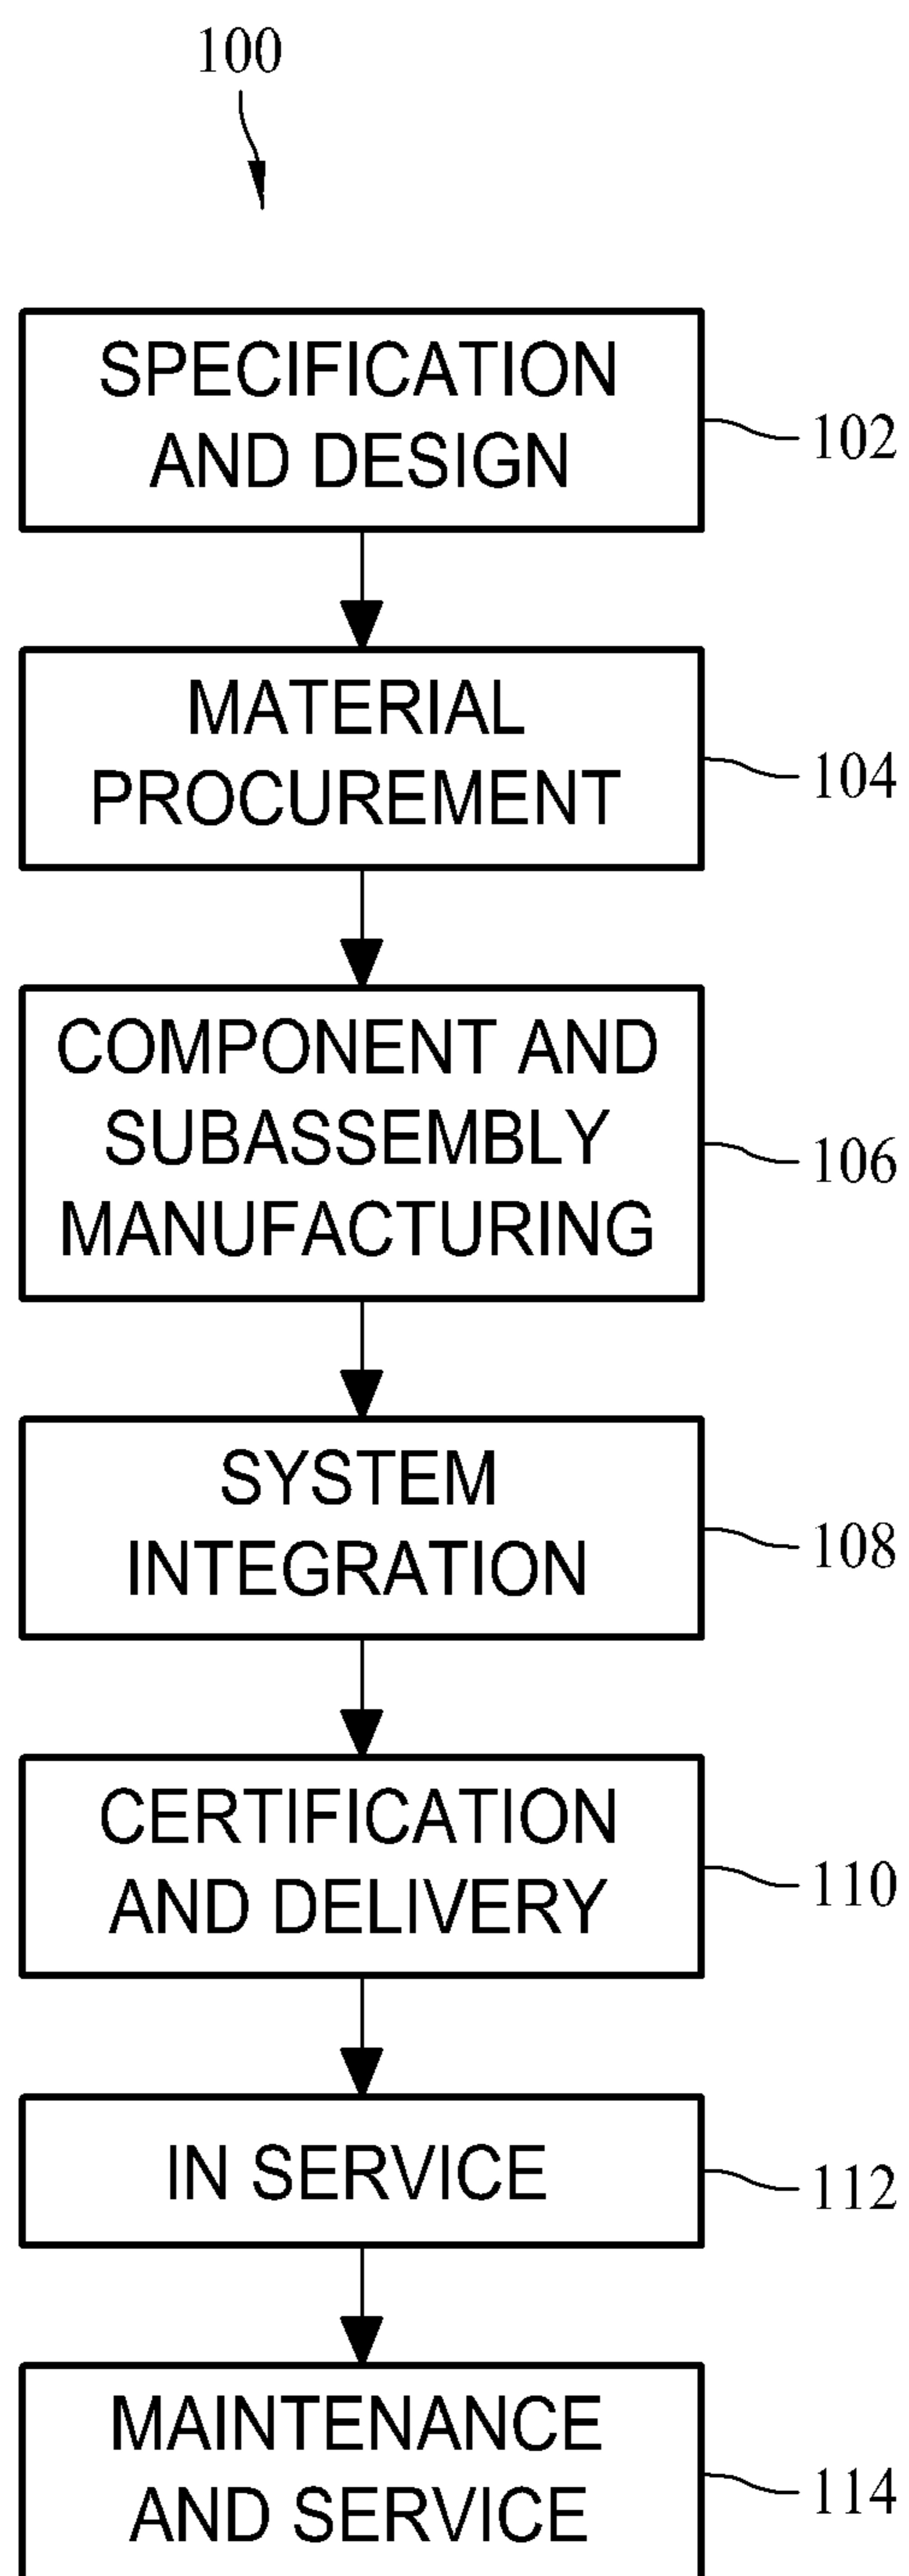 100
SPECIFICATION
AND DESIGN
102
MATERIAL
PROCUREMENT
104
COMPONENT AND
SUBASSEMBLY
MANUFACTURING
106
SYSTEM
INTEGRATION
108
CERTIFICATION
AND DELIVERY
110
IN SERVICE
112
MAINTENANCE
AND SERVICE
114